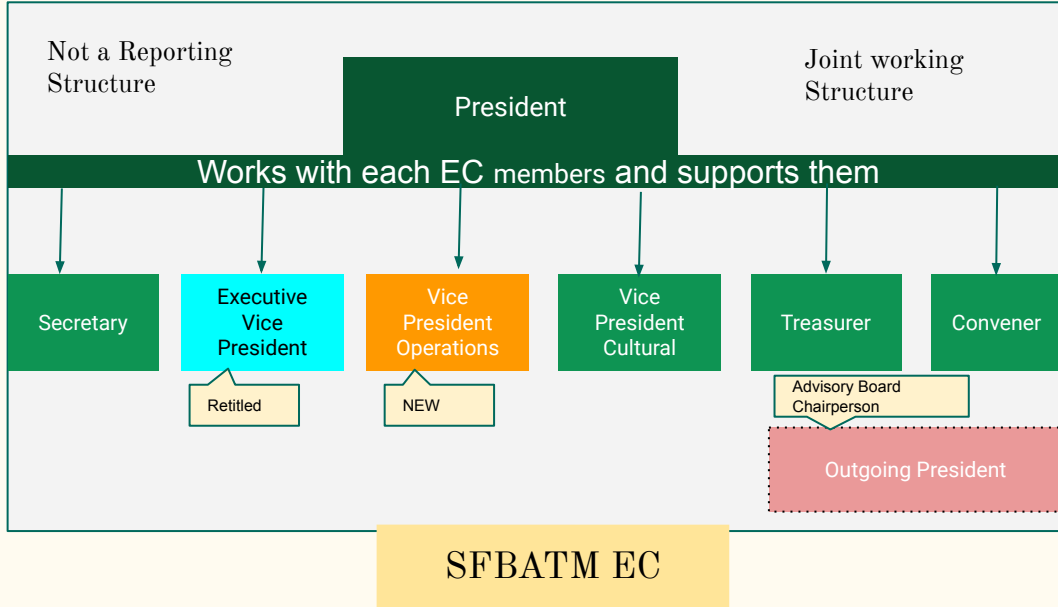 Not a Reporting
Structure
Joint working
Structure
President
Works with each EC members and supports them
Secretary
Executive
Vice
President
Vice
President
Operations
Vice
President
Cultural
Treasurer
Convener
Retitled
NEW
Advisory Board
Chairperson
Outgoing President
SFBATM EC